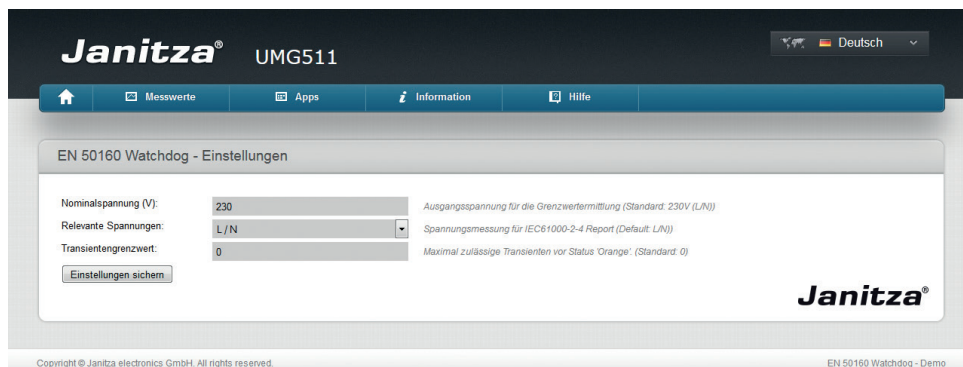 Janitza® UMG511
Deutsch
Messwerte Apps Information Hilfe
EN 50160 Watchdog - Einstellungen
Nominalspannung (V): 230 Ausgangsspannung für die Grenzwertermittlung (Standard: 230V (L/N))
Relevante Spannungen: L / N Spannungsmessung für IEC61000-2-4 Report (Default: L/N))
Transientengrenzwert: 0 Maximal zulässige Transienten vor Status 'Orange'. (Standard: 0)
Einstellungen sichern
Janitza®
Copyright © Janitza electronics GmbH. All rights reserved. EN 50160 Watchdog - Demo